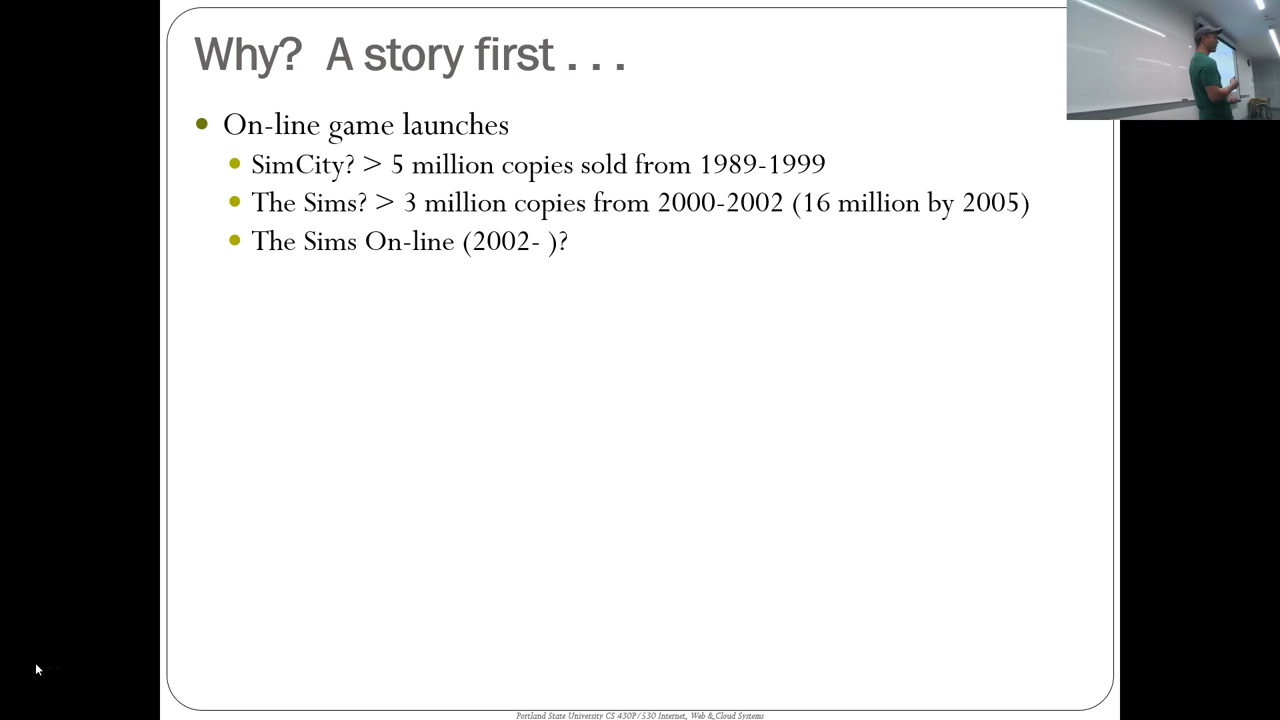 Why? A story first . . .
On-line game launches
SimCity? > 5 million copies sold from 1989-1999
The Sims? > 3 million copies from 2000-2002 (16 million by 2005)
The Sims On-line (2002- )?
Portland State University CS 430P/530 Internet, Web & Cloud Systems